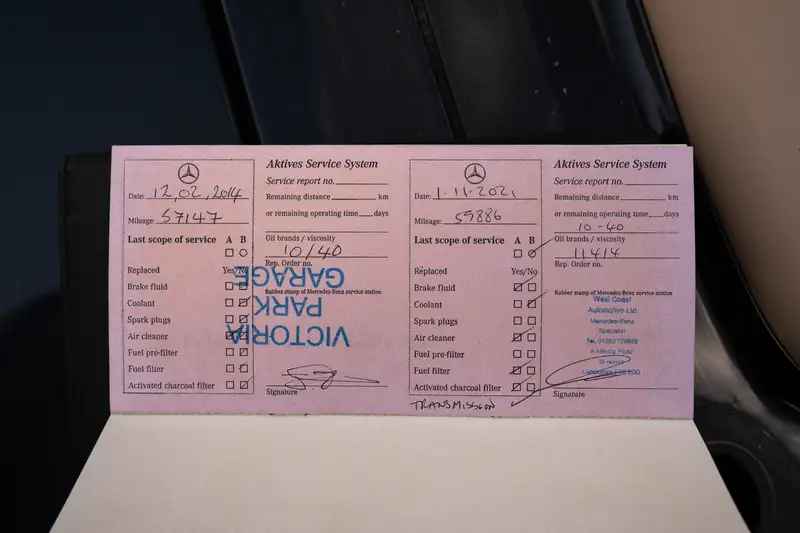 Date: 12,02,2014
Mileage: 57147
Last scope of service A B
Replaced Yes/No
Brake fluid
Coolant
Spark plugs
Air cleaner
Fuel pre-filter
Fuel filter
Activated charcoal filter
Aktives Service System
Service report no.
Remaining distance km
or remaining operating time days
Oil brands / viscosity
10/40
Rep. Order no.
Rubber stamp of Mercedes-Benz service station
VICTORIA
PARK
GARAGE
Signature
Date: 1-11-2021
Mileage: 59886
Last scope of service A B
Replaced Yes/No
Brake fluid
Coolant
Spark plugs
Air cleaner
Fuel pre-filter
Fuel filter
Activated charcoal filter
TRANSMISSION
Aktives Service System
Service report no.
Remaining distance km
or remaining operating time days
10-40
Oil brands / viscosity
11414
Rep. Order no.
Rubber stamp of Mercedes-Benz service station
West Coast
Automotive Ltd
Mercedes-Benz
Specialist
Signature